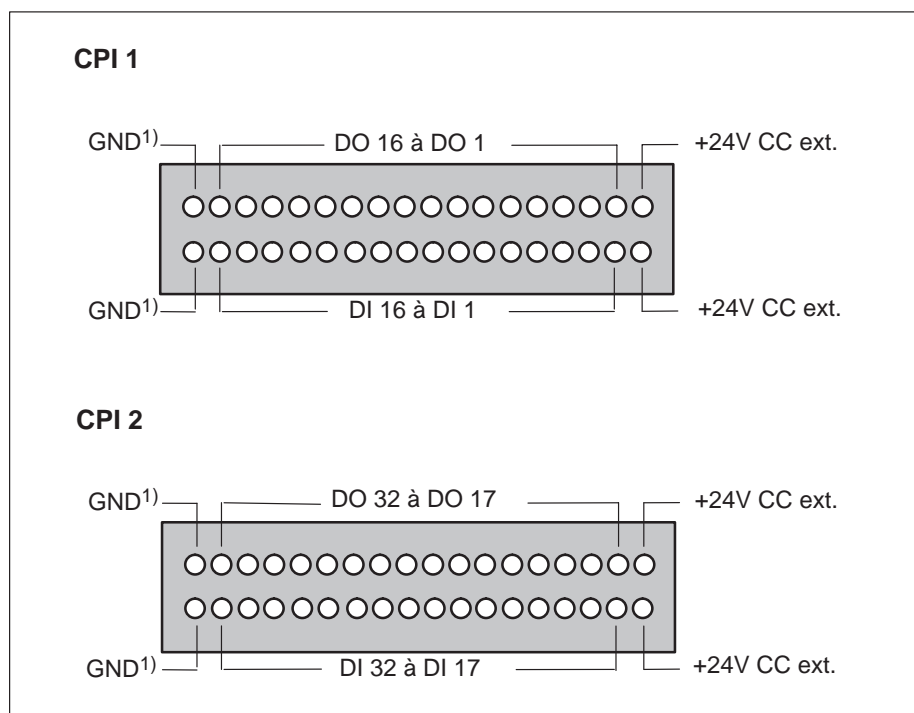 CPI 1
GND1) DO 16 à DO 1 +24V CC ext.
GND1) DI 16 à DI 1 +24V CC ext.
CPI 2
GND1) DO 32 à DO 17 +24V CC ext.
GND1) DI 32 à DI 17 +24V CC ext.